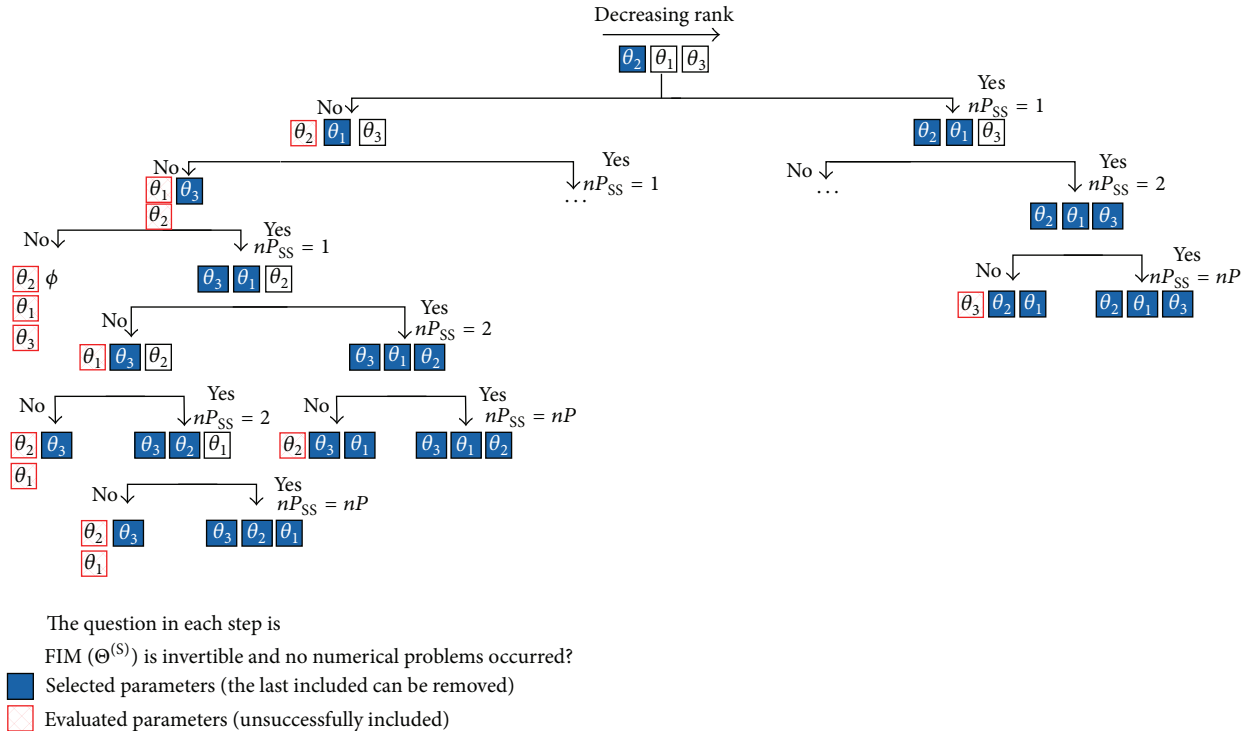 Decreasing rank
θ2 θ1 θ3
No
Yes
nPSS = 1
θ2 θ1 θ3
θ2 θ1 θ3
No
Yes
nPSS = 1
...
No
...
Yes
nPSS = 2
θ1 θ3
θ2
θ2 θ1 θ3
No
Yes
nPSS = 1
No
Yes
nPSS = nP
θ2 ϕ
θ1
θ3
θ3 θ1 θ2
θ3 θ2 θ1
θ2 θ1 θ3
No
Yes
nPSS = 2
θ1 θ3 θ2
θ3 θ1 θ2
No
Yes
nPSS = 2
No
Yes
nPSS = nP
θ2 θ3
θ1
θ3 θ2 θ1
θ2 θ3 θ1
θ3 θ1 θ2
No
Yes
nPSS = nP
θ2 θ3
θ1
θ3 θ2 θ1
The question in each step is
FIM (Θ(S)) is invertible and no numerical problems occurred?
Selected parameters (the last included can be removed)
Evaluated parameters (unsuccessfully included)